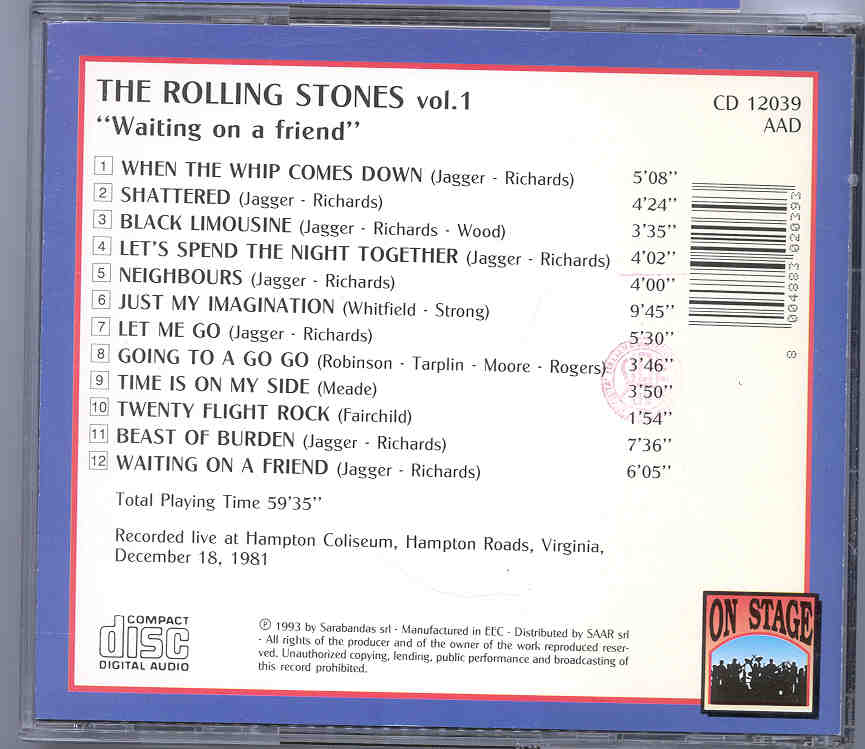 THE ROLLING STONES vol.1
"Waiting on a friend"
CD 12039
AAD
1 WHEN THE WHIP COMES DOWN (Jagger - Richards) 5'08"
2 SHATTERED (Jagger - Richards) 4'24"
3 BLACK LIMOUSINE (Jagger - Richards - Wood) 3'35"
4 LET'S SPEND THE NIGHT TOGETHER (Jagger - Richards) 4'02"
5 NEIGHBOURS (Jagger - Richards) 4'00"
6 JUST MY IMAGINATION (Whitfield - Strong) 9'45"
7 LET ME GO (Jagger - Richards) 5'30"
8 GOING TO A GO GO (Robinson - Tarplin - Moore - Rogers) 3'46"
9 TIME IS ON MY SIDE (Meade) 3'50"
10 TWENTY FLIGHT ROCK (Fairchild) 1'54"
11 BEAST OF BURDEN (Jagger - Richards) 7'36"
12 WAITING ON A FRIEND (Jagger - Richards) 6'05"
004883 020393
8
Total Playing Time 59'35"
Recorded live at Hampton Coliseum, Hampton Roads, Virginia,
December 18, 1981
COMPACT
disc
DIGITAL AUDIO
℗ 1993 by Sarabandas srl - Manufactured in EEC - Distributed by SAAR srl
- All rights of the producer and of the owner of the work reproduced reser-
ved. Unauthorized copying, lending, public performance and broadcasting of
this record prohibited.
ON STAGE